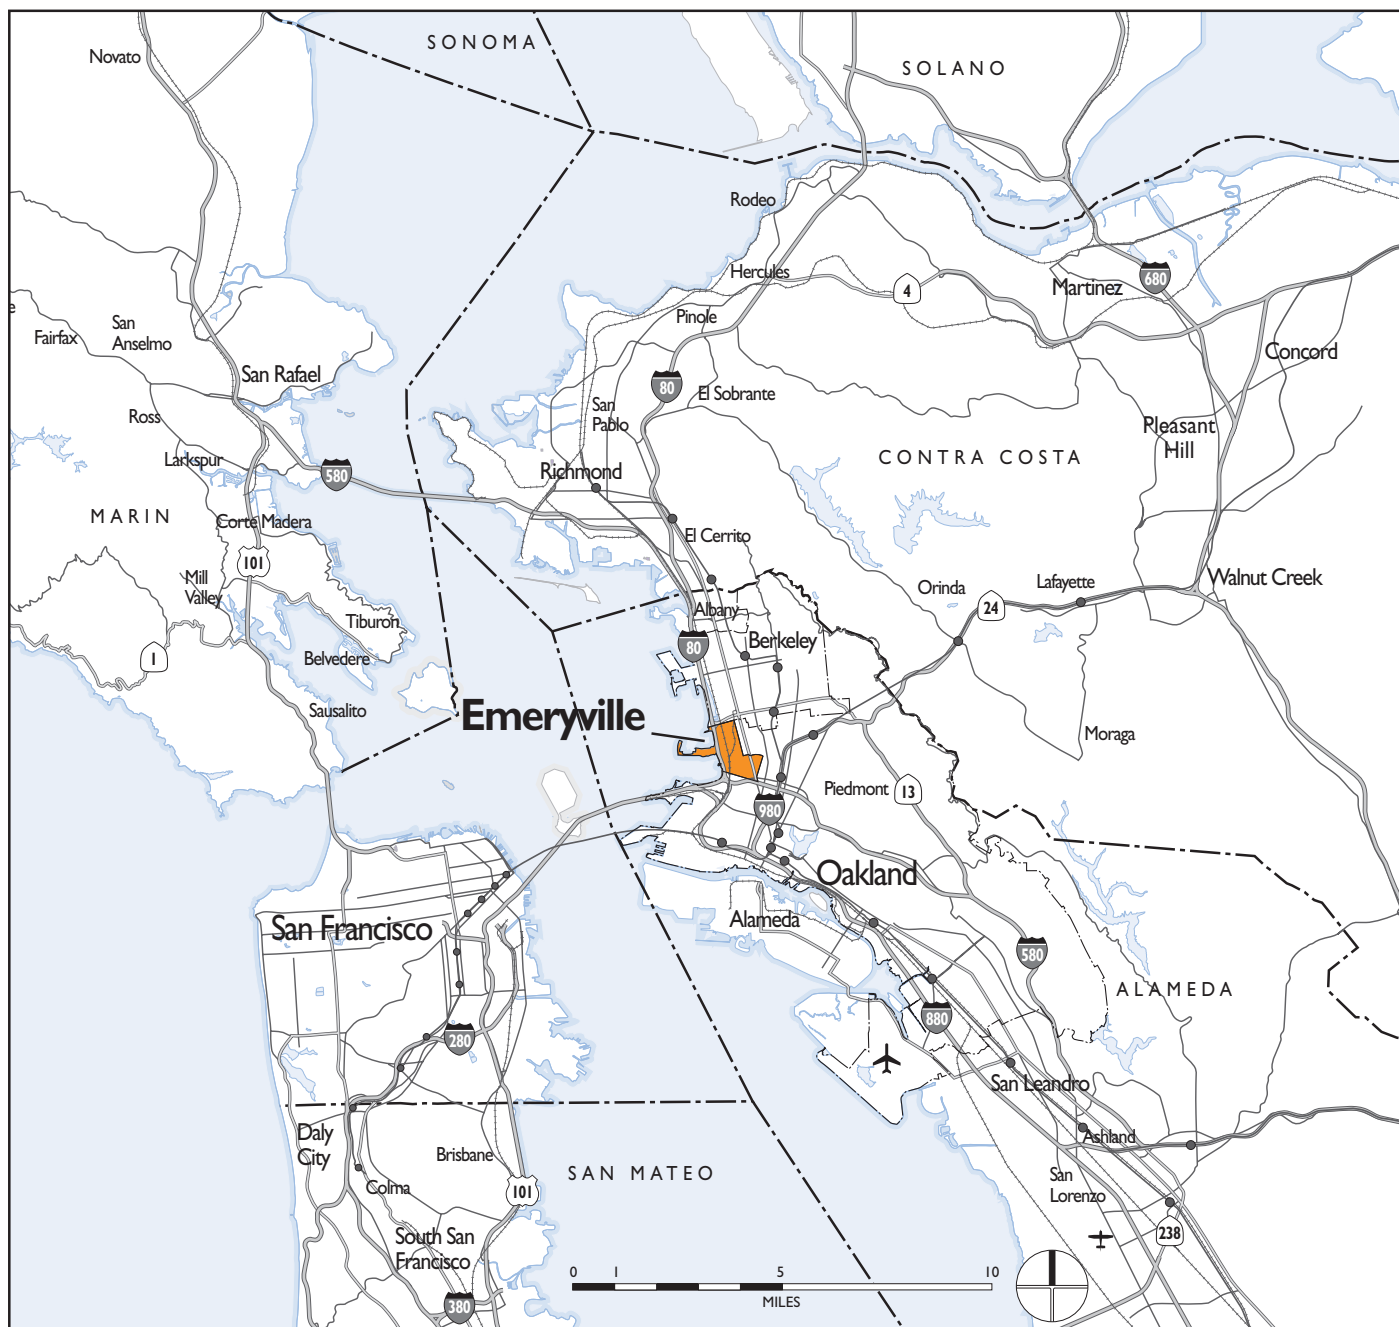 SONOMA
Novato
SOLANO
Rodeo
Hercules
680
4
Martinez
e
San
Anselmo
Fairfax
Pinole
Concord
San Rafael
80
El Sobrante
San
Pablo
Ross
Pleasant
Hill
Larkspur
CONTRA COSTA
580
Richmond
MARIN
Corte Madera
El Cerrito
101
Mill
Valley
Orinda
Lafayette
Walnut Creek
24
Albany
Tiburon
80
Berkeley
1
Belvedere
Sausalito
Emeryville
Moraga
Piedmont
13
980
Oakland
San Francisco
Alameda
580
ALAMEDA
880
280
San Leandro
Daly
City
Ashland
Brisbane
SAN MATEO
San
Lorenzo
Colma
101
238
South San
Francisco
0 1 5 10
MILES
380